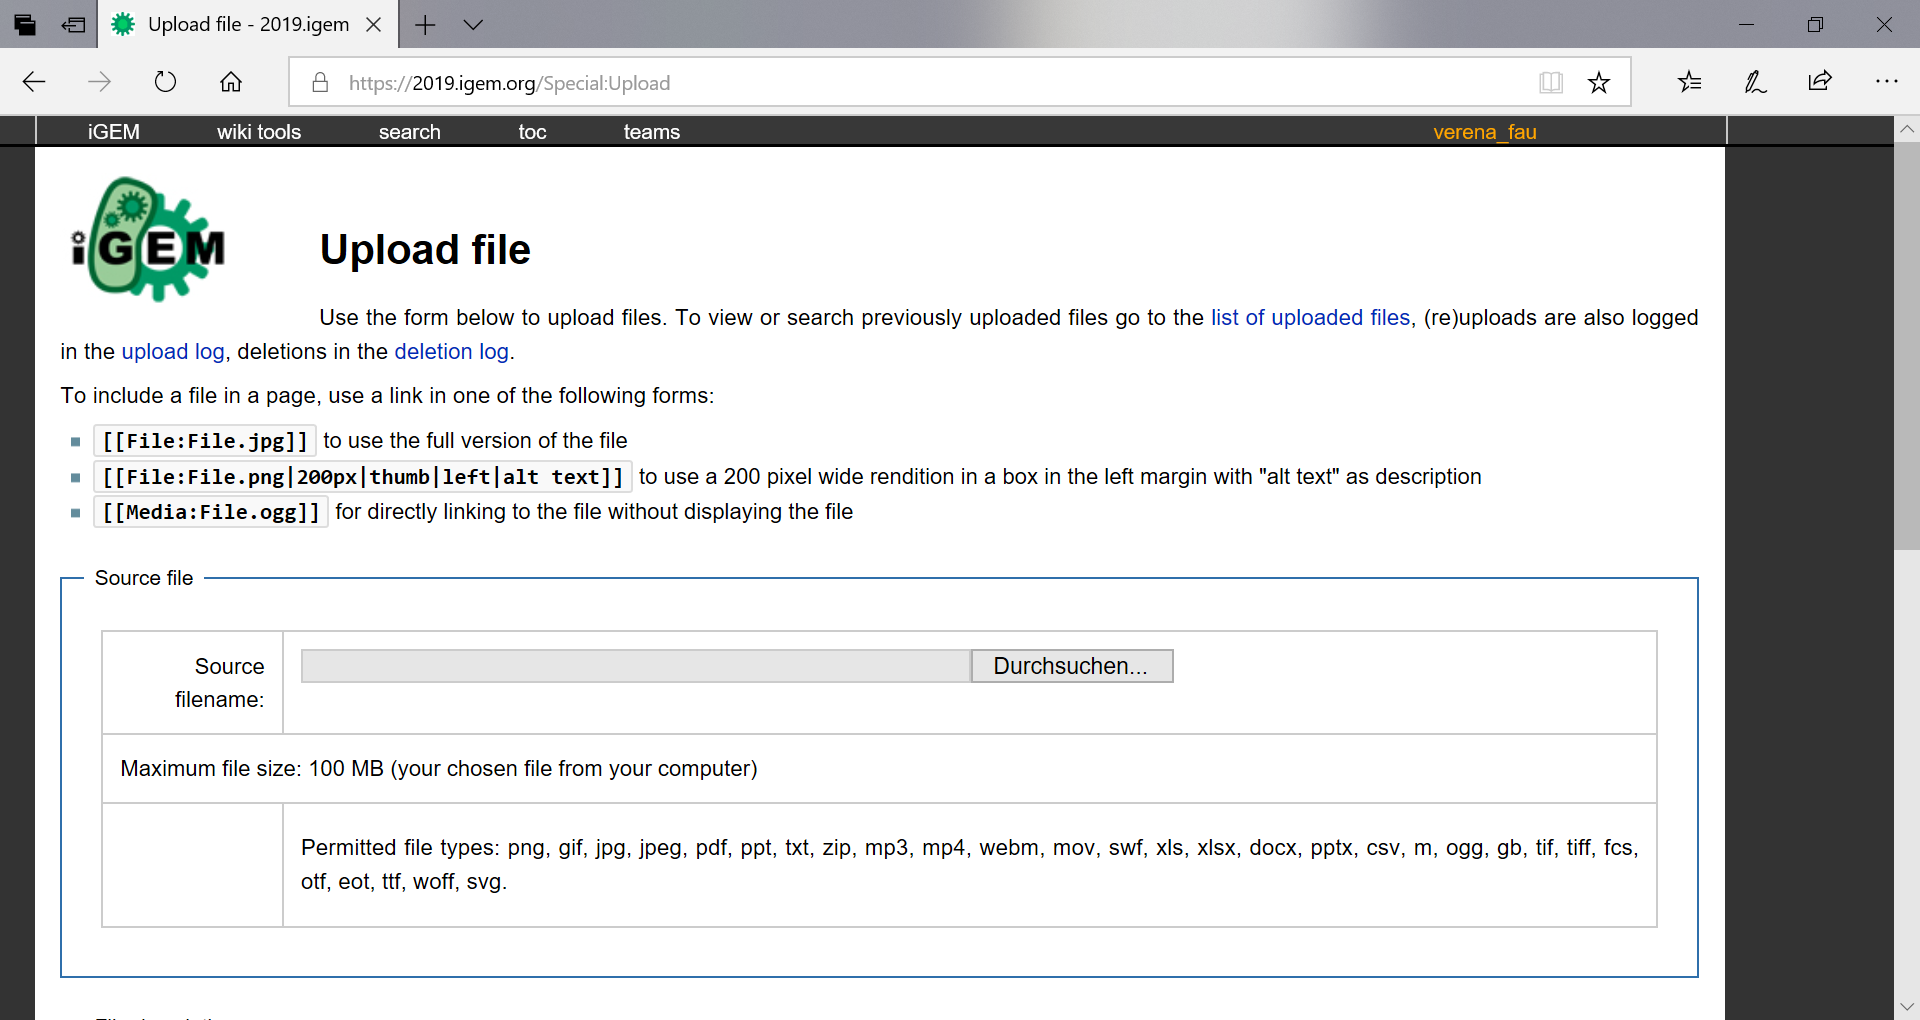 Upload file - 2019.igem
https://2019.igem.org/Special:Upload
iGEM wiki tools search toc teams verena_fau
iGEM
Upload file
Use the form below to upload files. To view or search previously uploaded files go to the list of uploaded files, (re)uploads are also logged
in the upload log, deletions in the deletion log.
To include a file in a page, use a link in one of the following forms:
[[File:File.jpg]] to use the full version of the file
[[File:File.png|200px|thumb|left|alt text]] to use a 200 pixel wide rendition in a box in the left margin with "alt text" as description
[[Media:File.ogg]] for directly linking to the file without displaying the file
Source file
Source
filename:
Durchsuchen...
Maximum file size: 100 MB (your chosen file from your computer)
Permitted file types: png, gif, jpg, jpeg, pdf, ppt, txt, zip, mp3, mp4, webm, mov, swf, xls, xlsx, docx, pptx, csv, m, ogg, gb, tif, tiff, fcs,
otf, eot, ttf, woff, svg.